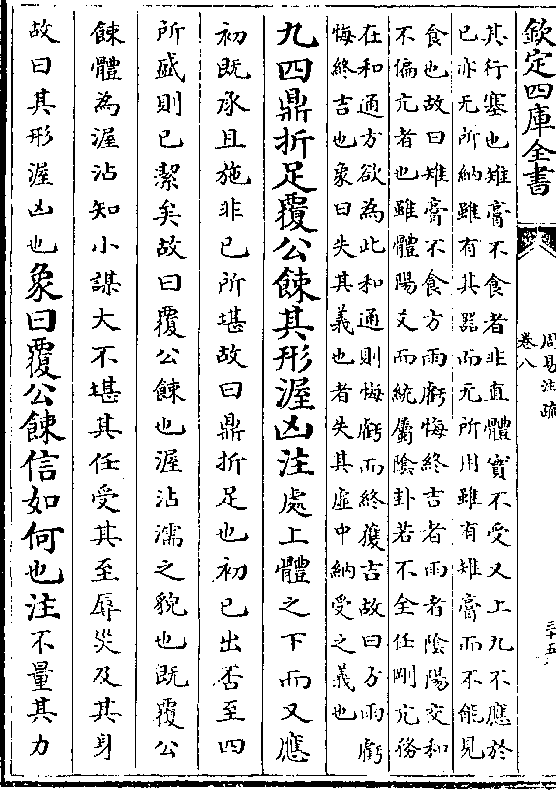 欽定四庫全書
周易注疏
卷八
其行塞也雉膏不食者非直體實不受又上九不應於
已亦无所納雖有其器而无所用雖有雉膏而不能見
食也故曰雉膏不食方雨虧悔終吉者雨者陰陽交和
不偏亢者也雖體陽爻而統屬陰卦若不全任剛亢務
在和通方欲為此和通則悔虧而終獲吉故曰方雨虧
悔終吉也象曰失其義也者失其虛中納受之義也
九四鼎折足覆公餗其形渥凶注處上體之下而又應
初既承且施非已所堪故曰鼎折足也初已出否至四
所盛則已潔矣故曰覆公餗也渥沾濡之貌也既覆公
餗體為渥沾知小謀大不堪其任受其至辱災及其身
故曰其形渥凶也象曰覆公餗信如何也注不量其力